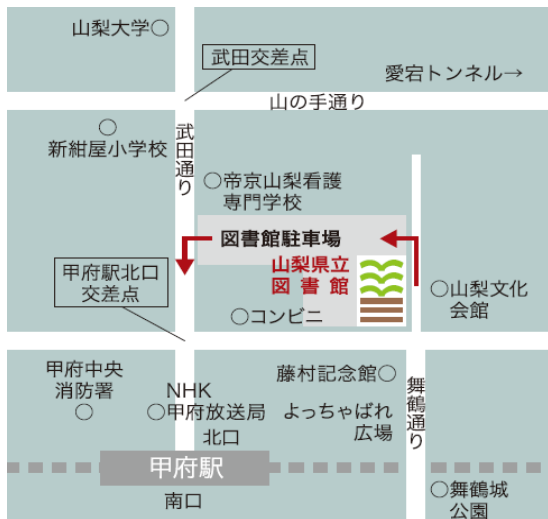 山梨大学
武田交差点
愛宕トンネル→
山の手通り
新紺屋小学校
武田通り
帝京山梨看護
専門学校
図書館駐車場
山梨県立
図書館
甲府駅北口
交差点
山梨文化
会館
コンビニ
甲府中央
消防署
NHK
甲府放送局
藤村記念館
よっちゃばれ
広場
舞鶴通り
北口
甲府駅
南口
舞鶴城
公園